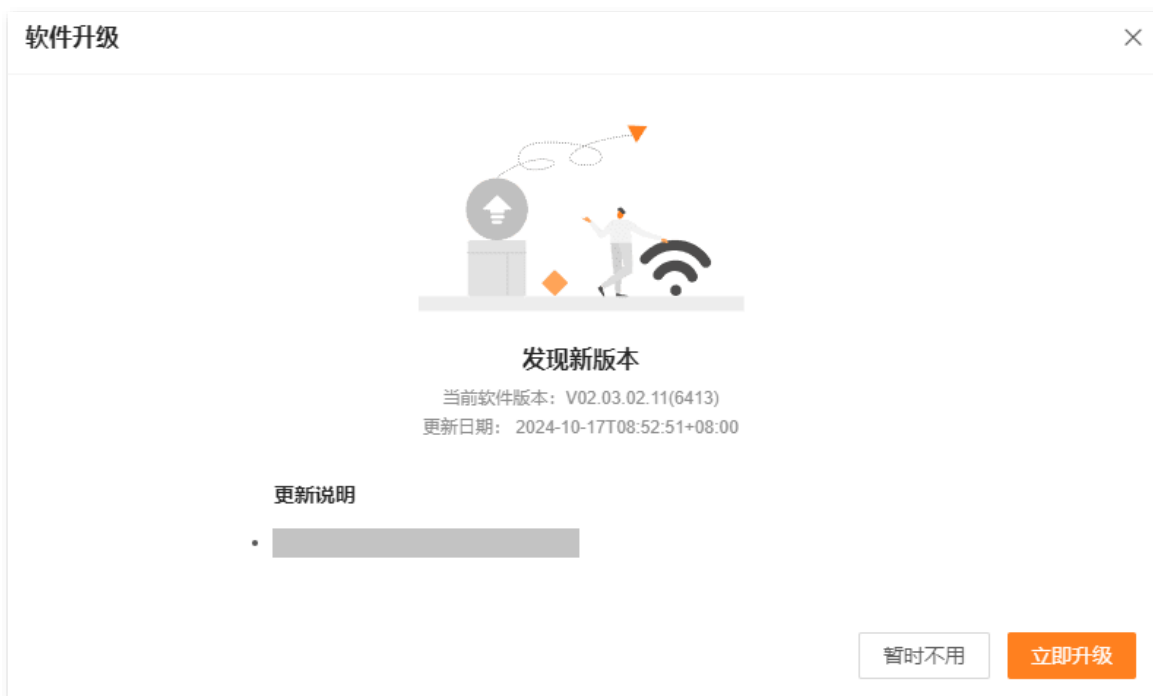 软件升级
发现新版本
当前软件版本：V02.03.02.11(6413)
更新日期： 2024-10-17T08:52:51+08:00
更新说明
暂时不用
立即升级